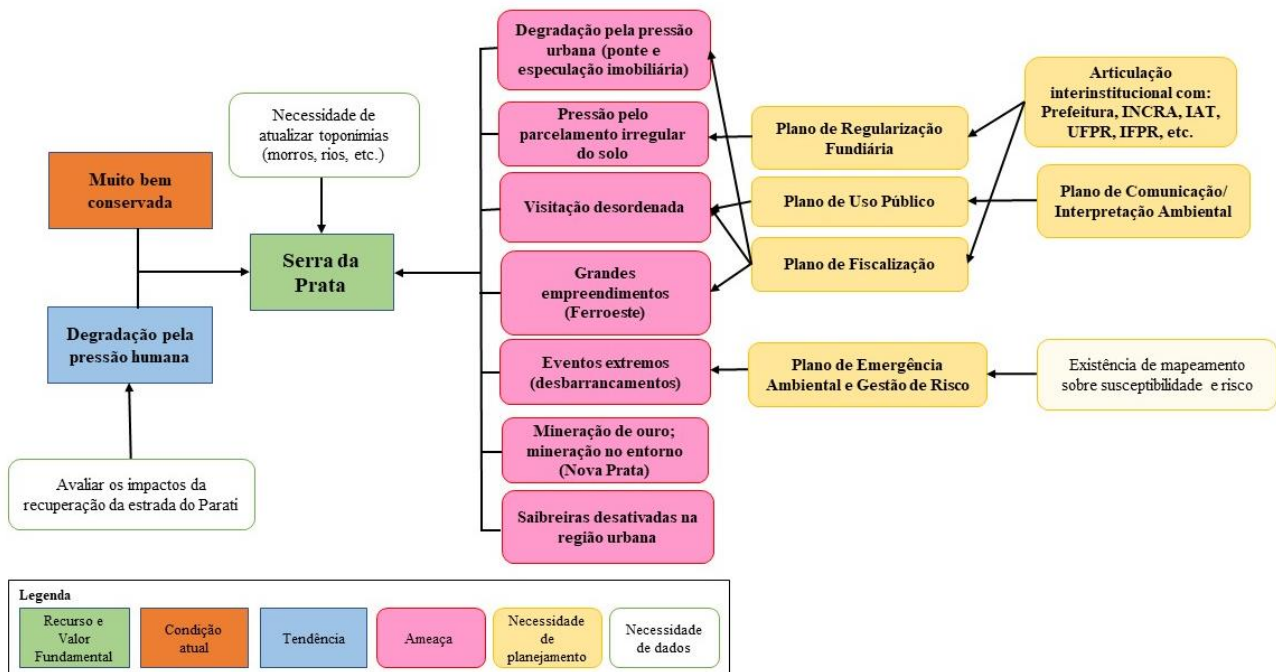 Degradação pela pressão
urbana (ponte e
especulação imobiliária)
Articulação
interinstitucional com:
Prefeitura, INCRA, IAT,
UFPR, IFPR, etc.
Necessidade de
atualizar toponímias
(morros, rios, etc.)
Pressão pelo
parcelamento irregular
do solo
Plano de Regularização
Fundiária
Muito bem
conservada
Visitação desordenada
Plano de Uso Público
Plano de Comunicação/
Interpretação Ambiental
Serra da
Prata
Grandes
empreendimentos
(Ferroeste)
Plano de Fiscalização
Degradação pela
pressão humana
Eventos extremos
(desbarrancamentos)
Plano de Emergência
Ambiental e Gestão de Risco
Existência de mapeamento
sobre susceptibilidade e risco
Mineração de ouro;
mineração no entorno
(Nova Prata)
Avaliar os impactos da
recuperação da estrada do Parati
Saibreiras desativadas na
região urbana
Legenda
Recurso e
Valor
Fundamental
Condição
atual
Tendência
Ameaça
Necessidade
de
planejamento
Necessidade
de dados